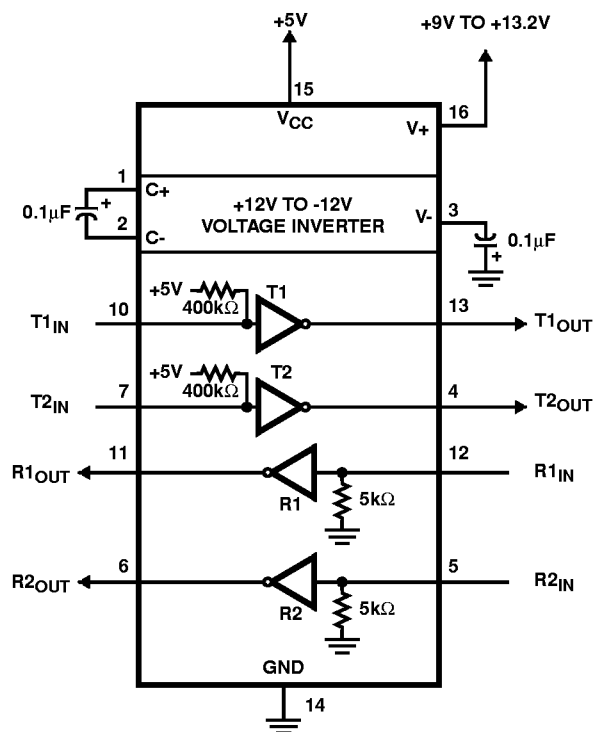 +5V
+9V TO +13.2V
15
VCC
16
V+
1
C+
0.1μF
+
2
C-
+12V TO -12V
VOLTAGE INVERTER
V-
3
0.1μF
+
+5V
400kΩ
T1
T1IN
10
13
T1OUT
+5V
400kΩ
T2
T2IN
7
4
T2OUT
R1OUT
11
R1
5kΩ
12
R1IN
R2OUT
6
R2
5kΩ
5
R2IN
GND
14